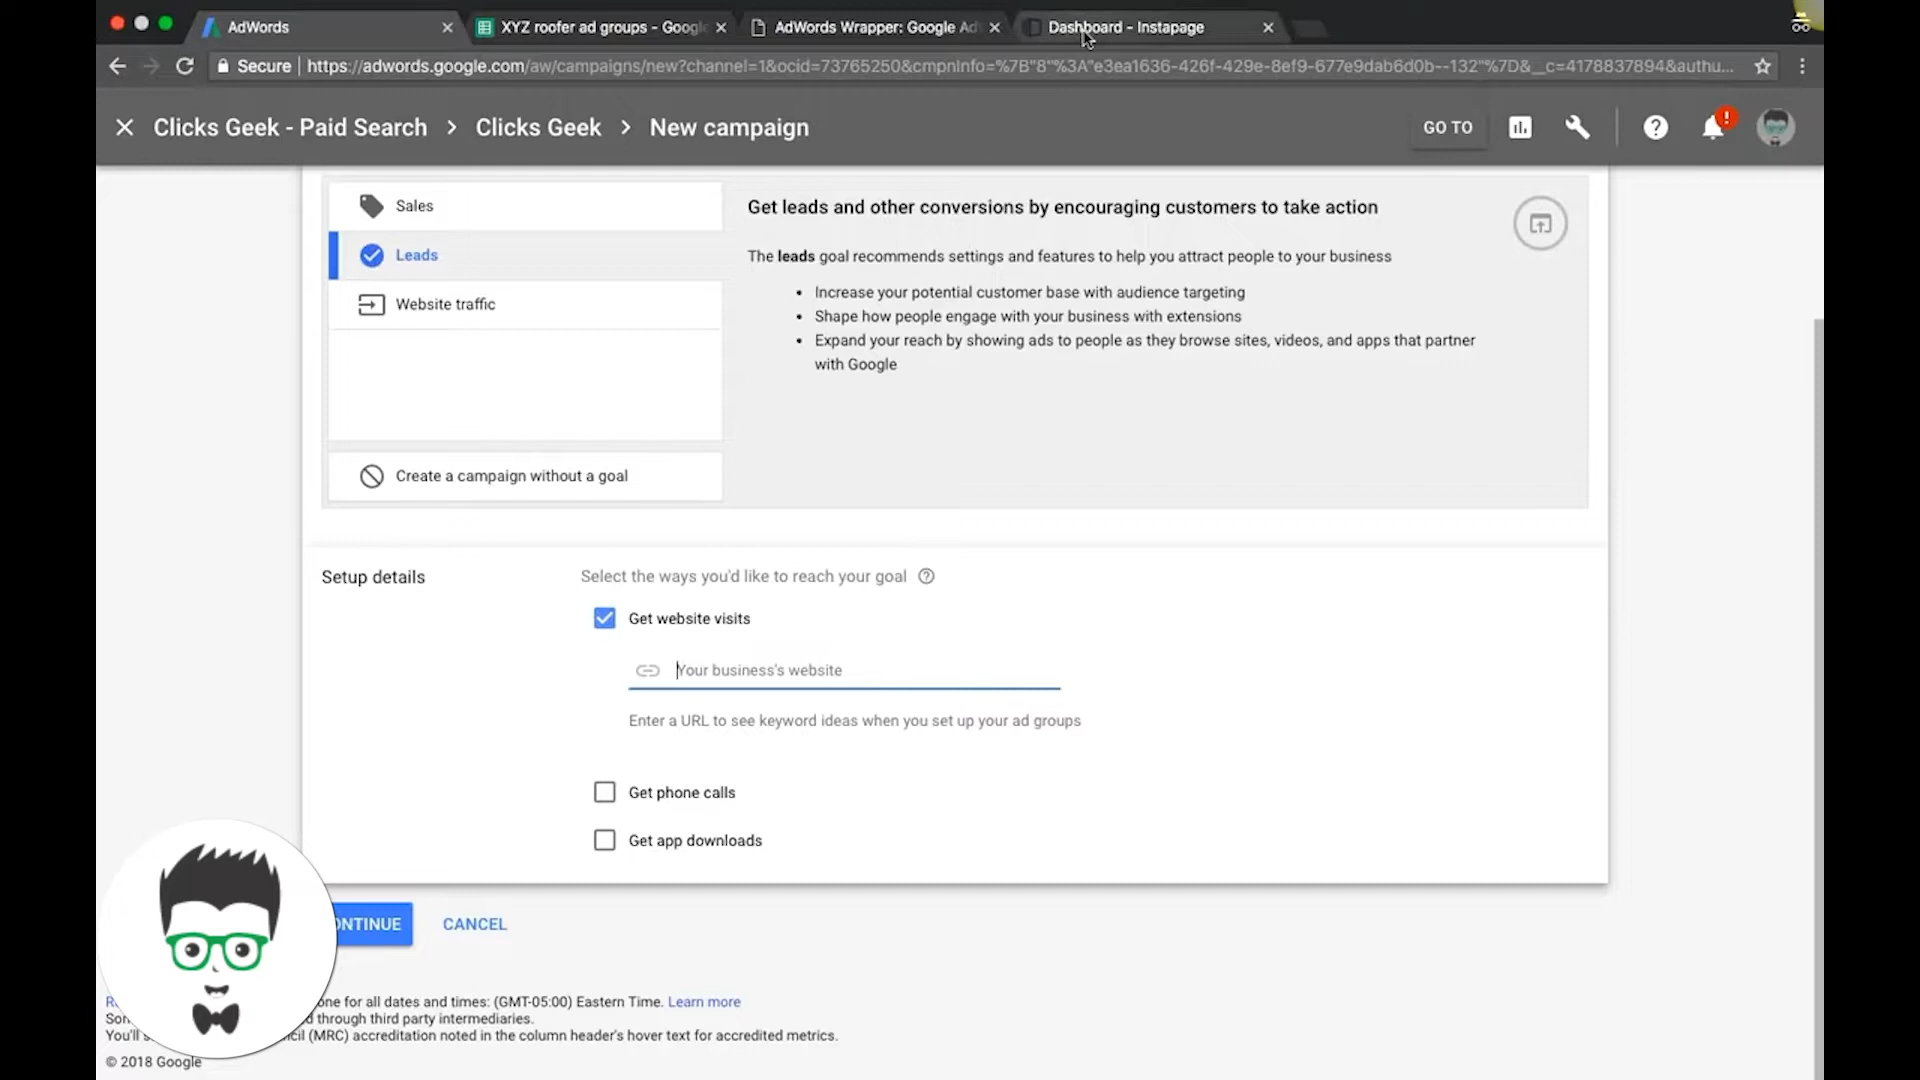 AdWords
XYZ roofer ad groups - Googl
AdWords Wrapper: Google Ad
Dashboard - Instapage
Secure
https://adwords.google.com/aw/campaigns/new?channel=1&ocid=73765250&cmpnInfo=%7B"8"%3A"e3ea1636-426f-429e-8ef9-677e9dab6d0b--132"%7D&__c=4178837894&authu...
Clicks Geek - Paid Search > Clicks Geek > New campaign
GO TO
!
Sales
Leads
Website traffic
Create a campaign without a goal
Get leads and other conversions by encouraging customers to take action
The leads goal recommends settings and features to help you attract people to your business
• Increase your potential customer base with audience targeting
• Shape how people engage with your business with extensions
• Expand your reach by showing ads to people as they browse sites, videos, and apps that partner
with Google
Setup details
Select the ways you'd like to reach your goal
Get website visits
Your business's website
Enter a URL to see keyword ideas when you set up your ad groups
Get phone calls
Get app downloads
ONTINUE
CANCEL
one for all dates and times: (GMT-05:00) Eastern Time. Learn more
through third party intermediaries.
You'll (MRC) accreditation noted in the column header's hover text for accredited metrics.
© 2018 Google